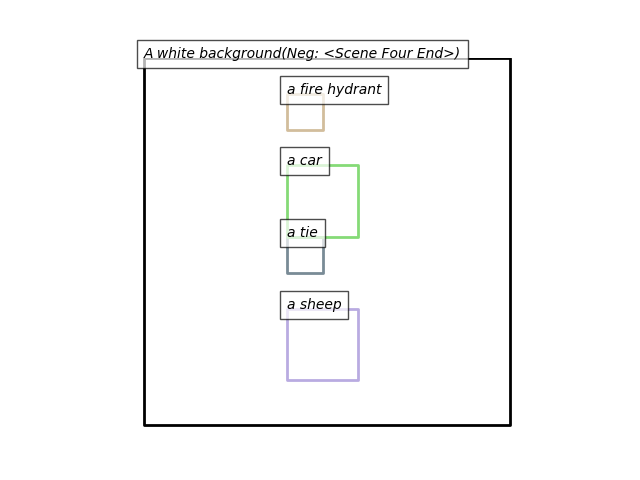 A white background(Neg: <Scene Four End>)
a fire hydrant
a car
a tie
a sheep